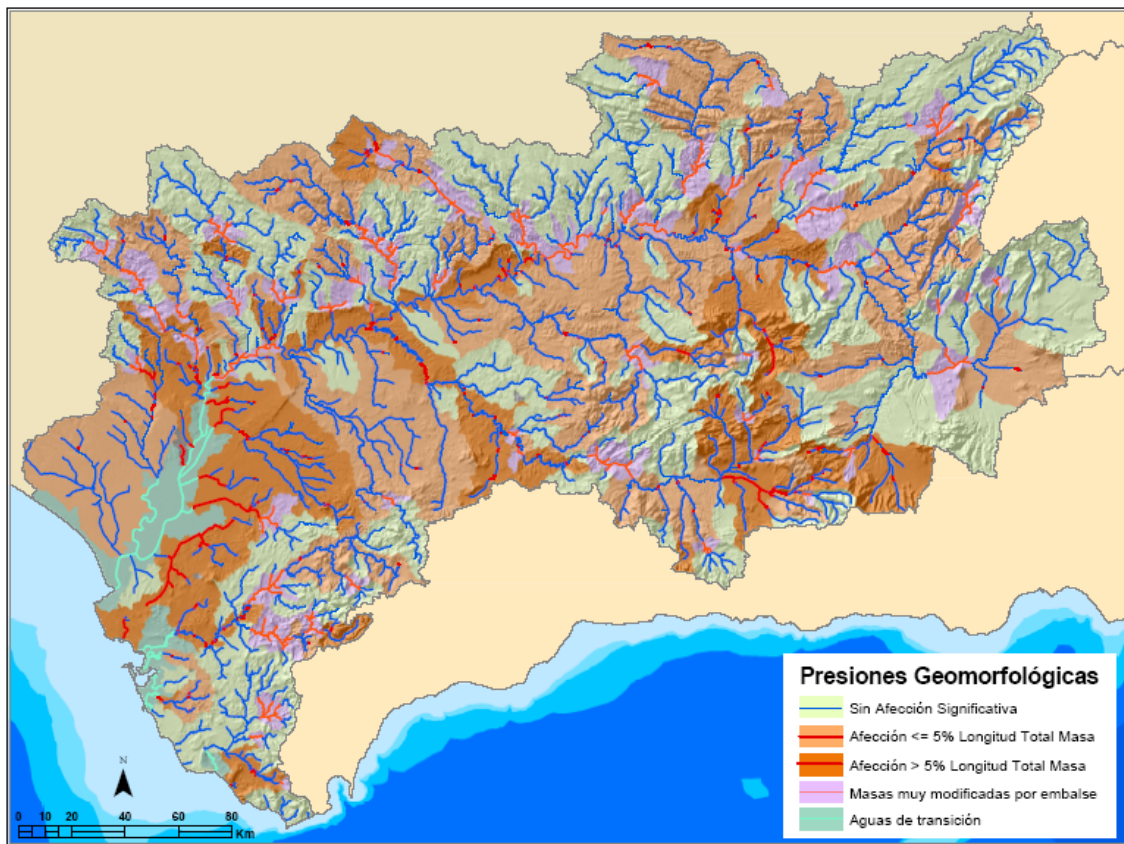 Presiones Geomorfológicas
Sin Afección Significativa
Afección <= 5% Longitud Total Masa
Afección > 5% Longitud Total Masa
Masas muy modificadas por embalse
Aguas de transición
N
0 10 20 40 60 80
Km